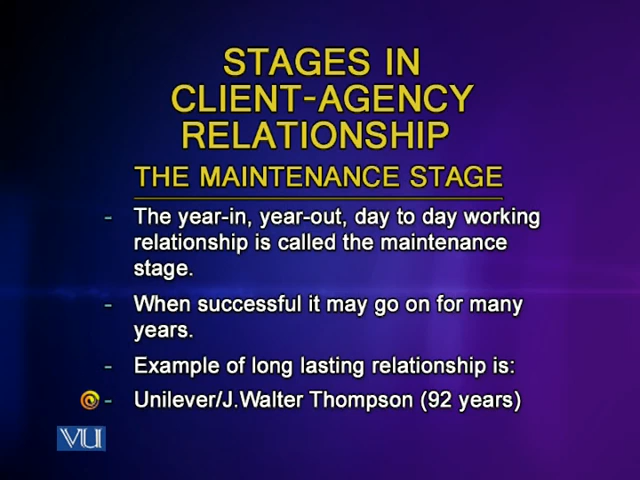 STAGES IN
CLIENT-AGENCY
RELATIONSHIP
THE MAINTENANCE STAGE
- The year-in, year-out, day to day working
relationship is called the maintenance
stage.
- When successful it may go on for many
years.
- Example of long lasting relationship is:
- Unilever/J.Walter Thompson (92 years)
VU